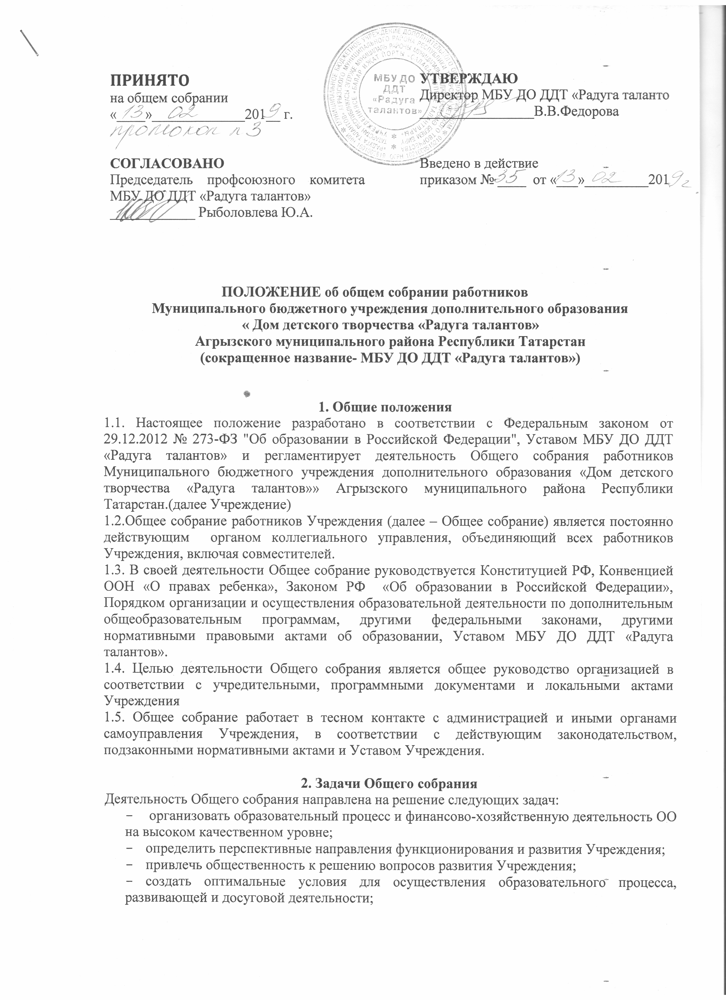 ПРИНЯТО
на общем собрании
«13» 02 2019 г.
протокол n 3
СОГЛАСОВАНО
Председатель профсоюзного комитета
МБУ ДО ДДТ «Радуга талантов»
Рыболовлева Ю.А.
МБУ ДО
ДДТ
«Радуга
талантов»
УТВЕРЖДАЮ
Директор МБУ ДО ДДТ «Радуга таланто
В.В.Федорова
Введено в действие
приказом № 35 от «13» 02 2019 г.
ПОЛОЖЕНИЕ об общем собрании работников
Муниципального бюджетного учреждения дополнительного образования
« Дом детского творчества «Радуга талантов»
Агрызского муниципального района Республики Татарстан
(сокращенное название- МБУ ДО ДДТ «Радуга талантов»)
1. Общие положения
1.1. Настоящее положение разработано в соответствии с Федеральным законом от
29.12.2012 № 273-ФЗ "Об образовании в Российской Федерации", Уставом МБУ ДО ДДТ
«Радуга талантов» и регламентирует деятельность Общего собрания работников
Муниципального бюджетного учреждения дополнительного образования «Дом детского
творчества «Радуга талантов»» Агрызского муниципального района Республики
Татарстан.(далее Учреждение)
1.2.Общее собрание работников Учреждения (далее – Общее собрание) является постоянно
действующим органом коллегиального управления, объединяющий всех работников
Учреждения, включая совместителей.
1.3. В своей деятельности Общее собрание руководствуется Конституцией РФ, Конвенцией
ООН «О правах ребенка», Законом РФ «Об образовании в Российской Федерации»,
Порядком организации и осуществления образовательной деятельности по дополнительным
общеобразовательным программам, другими федеральными законами, другими
нормативными правовыми актами об образовании, Уставом МБУ ДО ДДТ «Радуга
талантов».
1.4. Целью деятельности Общего собрания является общее руководство организацией в
соответствии с учредительными, программными документами и локальными актами
Учреждения
1.5. Общее собрание работает в тесном контакте с администрацией и иными органами
самоуправления Учреждения, в соответствии с действующим законодательством,
подзаконными нормативными актами и Уставом Учреждения.
2. Задачи Общего собрания
Деятельность Общего собрания направлена на решение следующих задач:
− организовать образовательный процесс и финансово-хозяйственную деятельность ОО
на высоком качественном уровне;
− определить перспективные направления функционирования и развития Учреждения;
− привлечь общественность к решению вопросов развития Учреждения;
− создать оптимальные условия для осуществления образовательного процесса,
развивающей и досуговой деятельности;